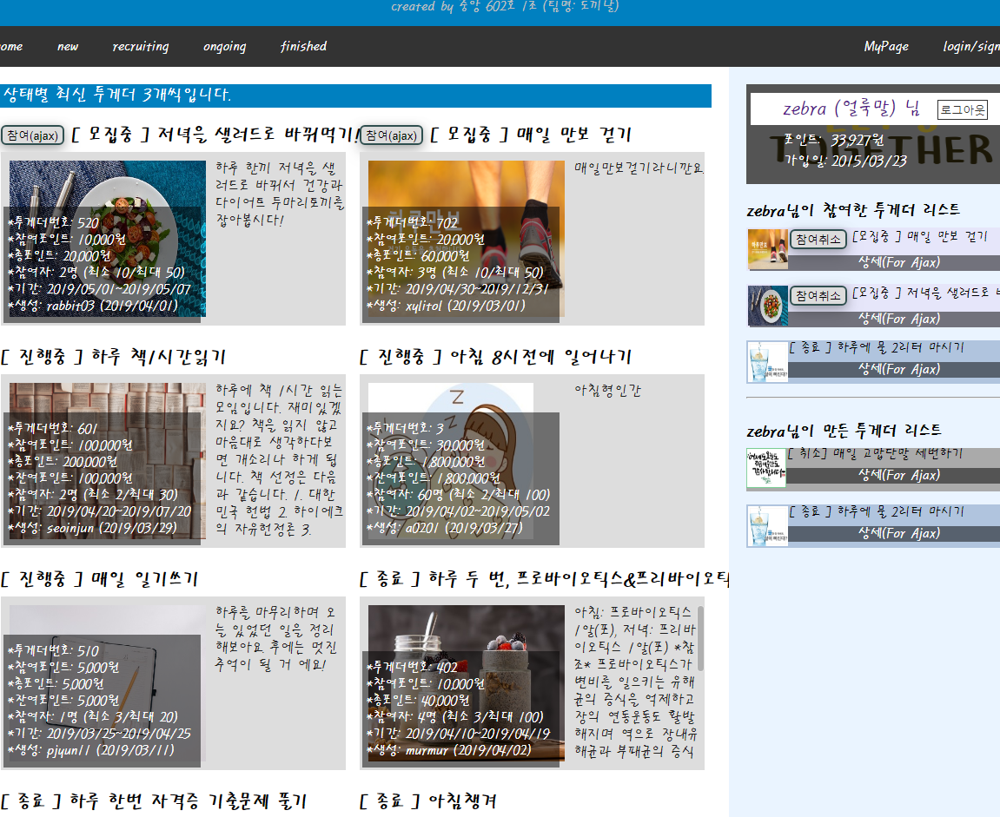 created by 중앙 602호 1조 (팀명: 도끼날)
ome new recruiting ongoing finished MyPage login/sign
상태별 최신 투게더 3개씩입니다.
참여(ajax) [ 모집중 ] 저녁을 샐러드로 바꿔먹기!
하루 한끼 저녁을 샐
러드로 바꿔서 건강과
다이어트 두마리토끼를
잡아봅시다!
*투게더번호: 520
*참여포인트: 10,000원
*총포인트: 20,000원
*참여자: 2명 (최소 10/최대 50)
*기간: 2019/05/01~2019/05/07
*생성: rabbit03 (2019/04/01)
참여(ajax) [ 모집중 ] 매일 만보 걷기
매일만보걷기라니깐요
하루만보
*투게더번호: 702
*참여포인트: 20,000원
*총포인트: 60,000원
*참여자: 3명 (최소 10/최대 50)
*기간: 2019/04/30~2019/12/31
*생성: xylitol (2019/03/01)
[ 진행중 ] 하루 책1시간읽기
하루에 책 1시간 읽는
모임입니다. 재미있겠
지요? 책을 읽지 않고
마음대로 생각하다보
면 개소리나 하게 됩
니다. 책 선정은 다음
과 같습니다. 1. 대한
민국 헌법 2. 하이에크
의 자유헌정론 3.
*투게더번호: 601
*참여포인트: 100,000원
*총포인트: 200,000원
*잔여포인트: 100,000원
*참여자: 2명 (최소 2/최대 30)
*기간: 2019/04/20~2019/07/20
*생성: seoinjun (2019/03/29)
[ 진행중 ] 아침 8시전에 일어나기
아침형인간
Z
Z
*투게더번호: 3
*참여포인트: 30,000원
*총포인트: 1,800,000원
*잔여포인트: 1,800,000원
*참여자: 60명 (최소 2/최대 100)
*기간: 2019/04/02~2019/05/02
*생성: a0201 (2019/03/27)
[ 진행중 ] 매일 일기쓰기
하루를 마무리하며 오
늘 있었던 일을 정리
해보아요 후에는 멋진
추억이 될 거 에요!
*투게더번호: 510
*참여포인트: 5,000원
*총포인트: 5,000원
*잔여포인트: 5,000원
*참여자: 1명 (최소 3/최대 20)
*기간: 2019/03/25~2019/04/25
*생성: pjyun11 (2019/03/11)
[ 종료 ] 하루 두 번, 프로바이오틱스&프리바이오틱
아침: 프로바이오틱스
1알(포), 저녁: 프리바
이오틱스 1알(포) *참
조* 프로바이오틱스가
변비를 일으키는 유해
균의 증식을 억제하고
장의 연동운동도 활발
해지며 역으로 장내유
해균과 부패균의 증식
*투게더번호: 402
*참여포인트: 10,000원
*총포인트: 40,000원
*참여자: 4명 (최소 3/최대 100)
*기간: 2019/04/10~2019/04/19
*생성: murmur (2019/04/02)
[ 종료 ] 하루 한번 자격증 기출문제 풀기
[ 종료 ] 아침챙겨
zebra (얼룩말) 님 로그아웃
TOGETHER
포인트: 33,927원
가입일: 2015/03/23
zebra님이 참여한 투게더 리스트
참여취소 [모집중 ] 매일 만보 걷기
상세(For Ajax)
참여취소 [모집중 ] 저녁을 샐러드로
상세(For Ajax)
[ 종료 ] 하루에 물 2리터 마시기
상세(For Ajax)
zebra님이 만든 투게더 리스트
[ 취소] 매일 고맙단말 세번하기
상세(For Ajax)
[ 종료 ] 하루에 물 2리터 마시기
상세(For Ajax)